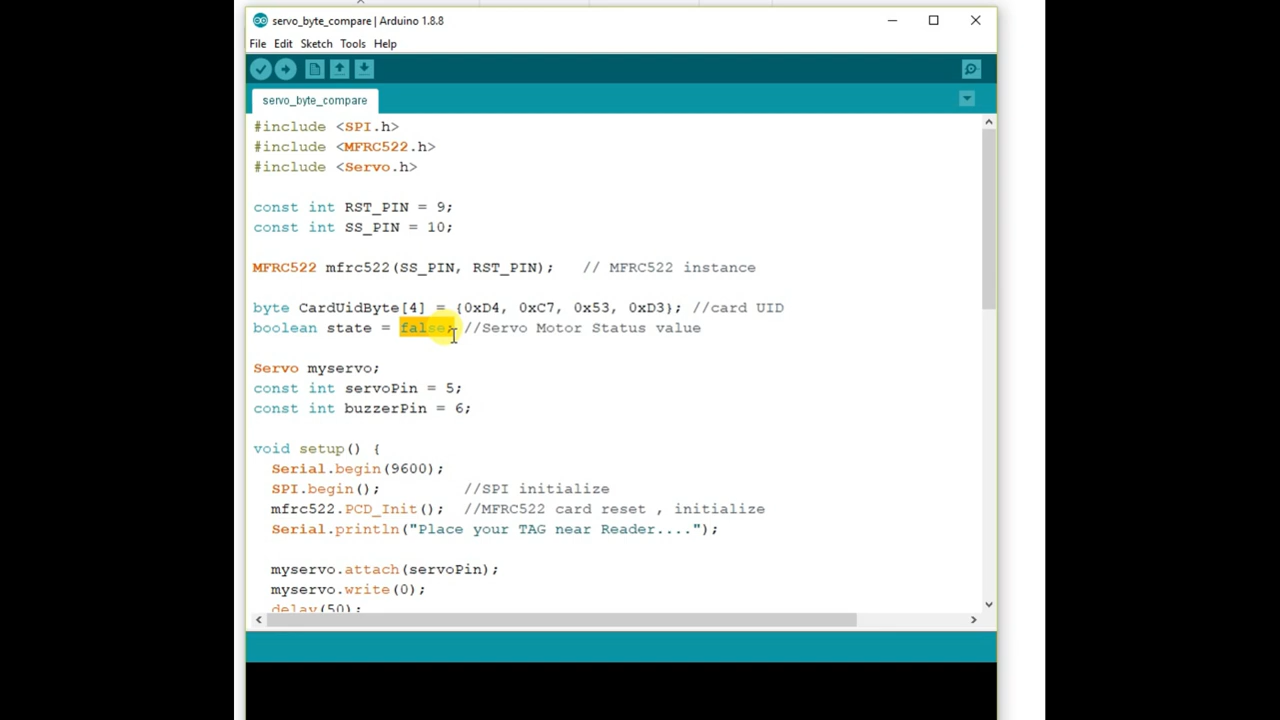 servo_byte_compare | Arduino 1.8.8
File Edit Sketch Tools Help
servo_byte_compare
#include <SPI.h>
#include <MFRC522.h>
#include <Servo.h>
const int RST_PIN = 9;
const int SS_PIN = 10;
MFRC522 mfrc522(SS_PIN, RST_PIN); // MFRC522 instance
byte CardUidByte[4] = {0xD4, 0xC7, 0x53, 0xD3}; //card UID
boolean state = false; //Servo Motor Status value
Servo myservo;
const int servoPin = 5;
const int buzzerPin = 6;
void setup() {
Serial.begin(9600);
SPI.begin(); //SPI initialize
mfrc522.PCD_Init(); //MFRC522 card reset , initialize
Serial.println("Place your TAG near Reader....");
myservo.attach(servoPin);
myservo.write(0);
delay(50);